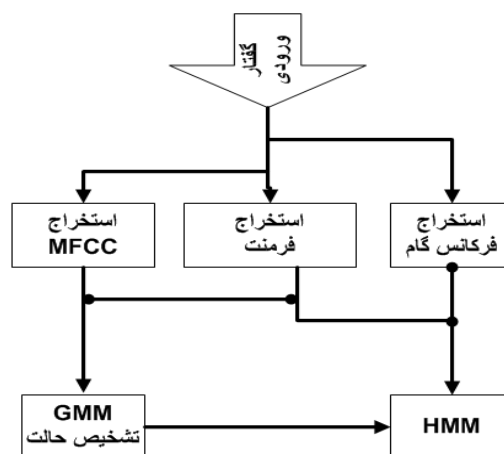 ورودی
گفتار
استخراج
فرکانس گام
استخراج
فرمنت
استخراج
MFCC
HMM
GMM
تشخیص حالت